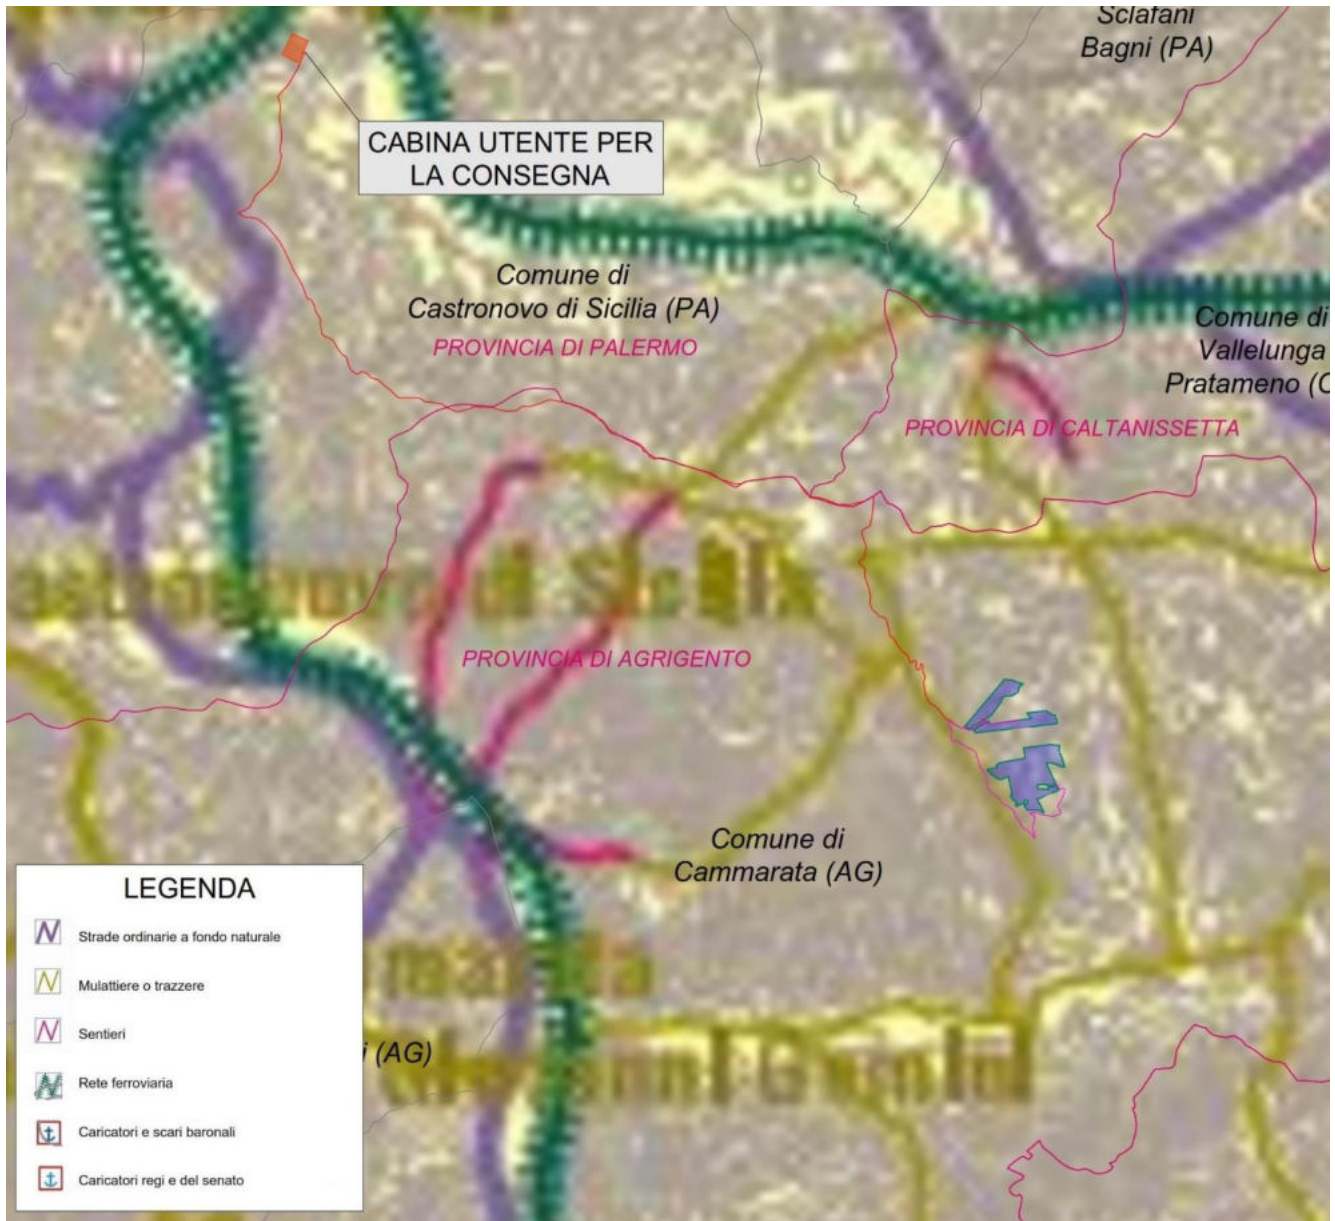 Sclafani
Bagni (PA)
CABINA UTENTE PER
LA CONSEGNA
Comune di
Castronovo di Sicilia (PA)
PROVINCIA DI PALERMO
Comune di
Vallelunga
Pratameno (C
PROVINCIA DI CALTANISSETTA
PROVINCIA DI AGRIGENTO
Comune di
Cammarata (AG)
i (AG)
LEGENDA
Strade ordinarie a fondo naturale
Mulattiere o trazzere
Sentieri
Rete ferroviaria
Caricatori e scari baronali
Caricatori regi e del senato